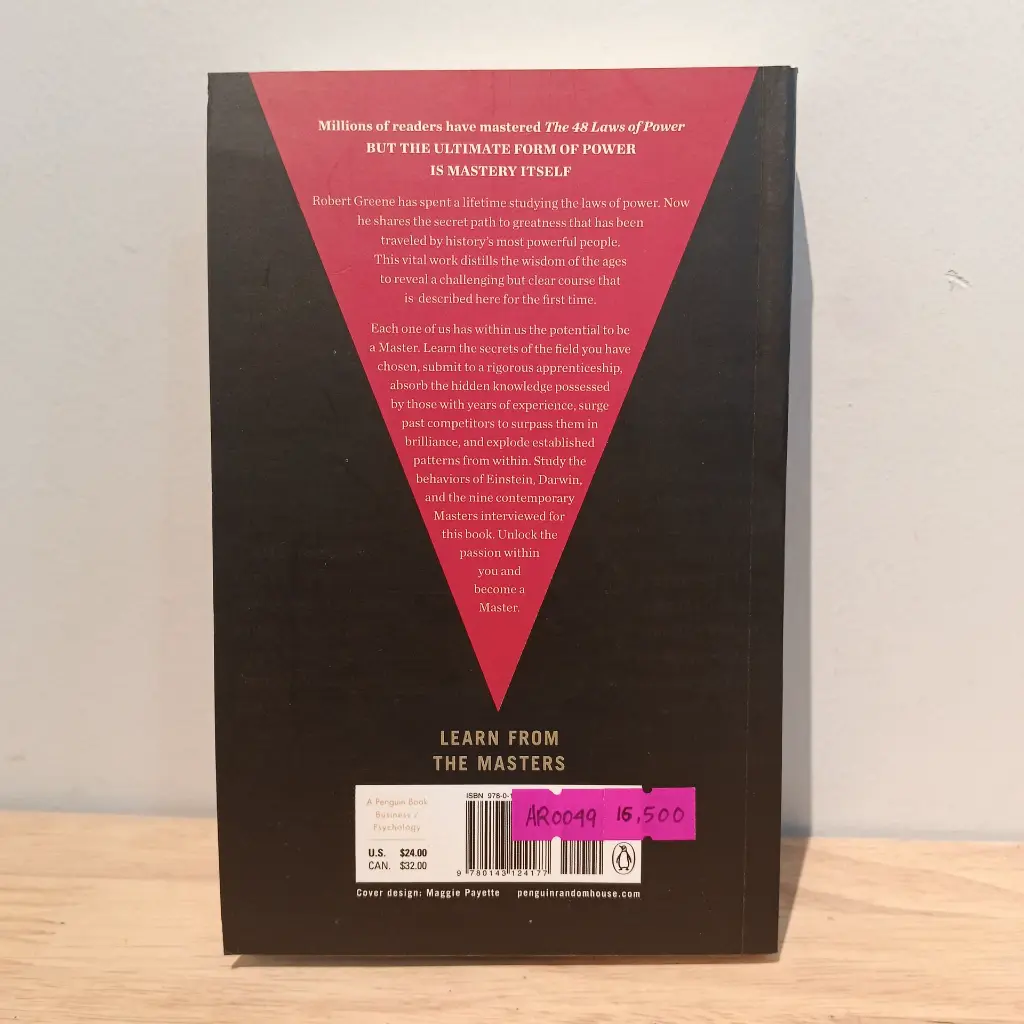 Millions of readers have mastered The 48 Laws of Power
BUT THE ULTIMATE FORM OF POWER
IS MASTERY ITSELF
Robert Greene has spent a lifetime studying the laws of power. Now
he shares the secret path to greatness that has been
traveled by history's most powerful people.
This vital work distills the wisdom of the ages
to reveal a challenging but clear course that
is described here for the first time.
Each one of us has within us the potential to be
a Master. Learn the secrets of the field you have
chosen, submit to a rigorous apprenticeship,
absorb the hidden knowledge possessed
by those with years of experience, surge
past competitors to surpass them in
brilliance, and explode established
patterns from within. Study the
behaviors of Einstein, Darwin,
and the nine contemporary
Masters interviewed for
this book. Unlock the
passion within
you and
become a
Master.
LEARN FROM
THE MASTERS
A Penguin Book
Business /
Psychology
U.S. $24.00
CAN. $32.00
ISBN 978-0-1
AR0049 16,500
9 780143 124177
Cover design: Maggie Payette penguinrandomhouse.com